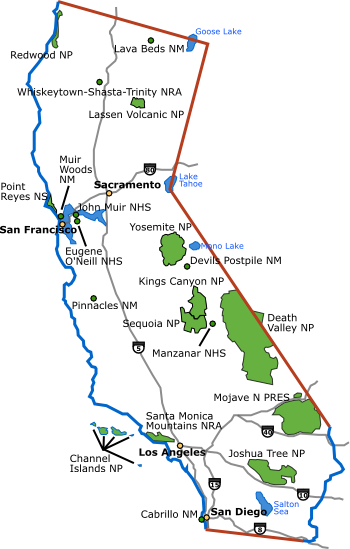 Goose Lake
Lava Beds NM
Redwood NP
Whiskeytown-Shasta-Trinity NRA
Lassen Volcanic NP
Muir
Woods
NM
80
Lake
Tahoe
Sacramento
Point
Reyes NS
John Muir NHS
San Francisco
Yosemite NP
Mono Lake
Eugene
O'Neill NHS
Devils Postpile NM
Kings Canyon NP
Pinnacles NM
Sequoia NP
Death
Valley NP
Manzanar NHS
5
Mojave N PRES
Santa Monica
Mountains NRA
40
Los Angeles
Joshua Tree NP
Channel
Islands NP
15
10
Salton
Sea
Cabrillo NM
San Diego
8